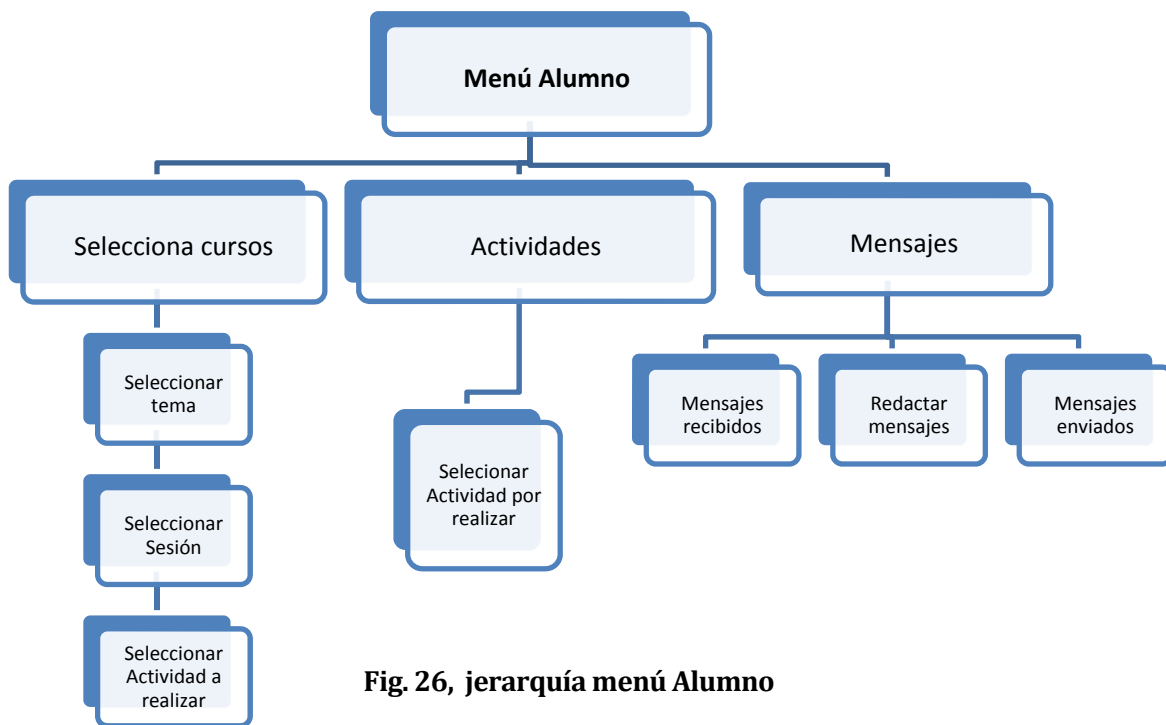 Menú Alumno
Selecciona cursos
Actividades
Mensajes
Seleccionar
tema
Seleccionar
Sesión
Seleccionar
Actividad a
realizar
Selecionar
Actividad por
realizar
Mensajes
recibidos
Redactar
mensajes
Mensajes
enviados
Fig. 26, jerarquía menú Alumno